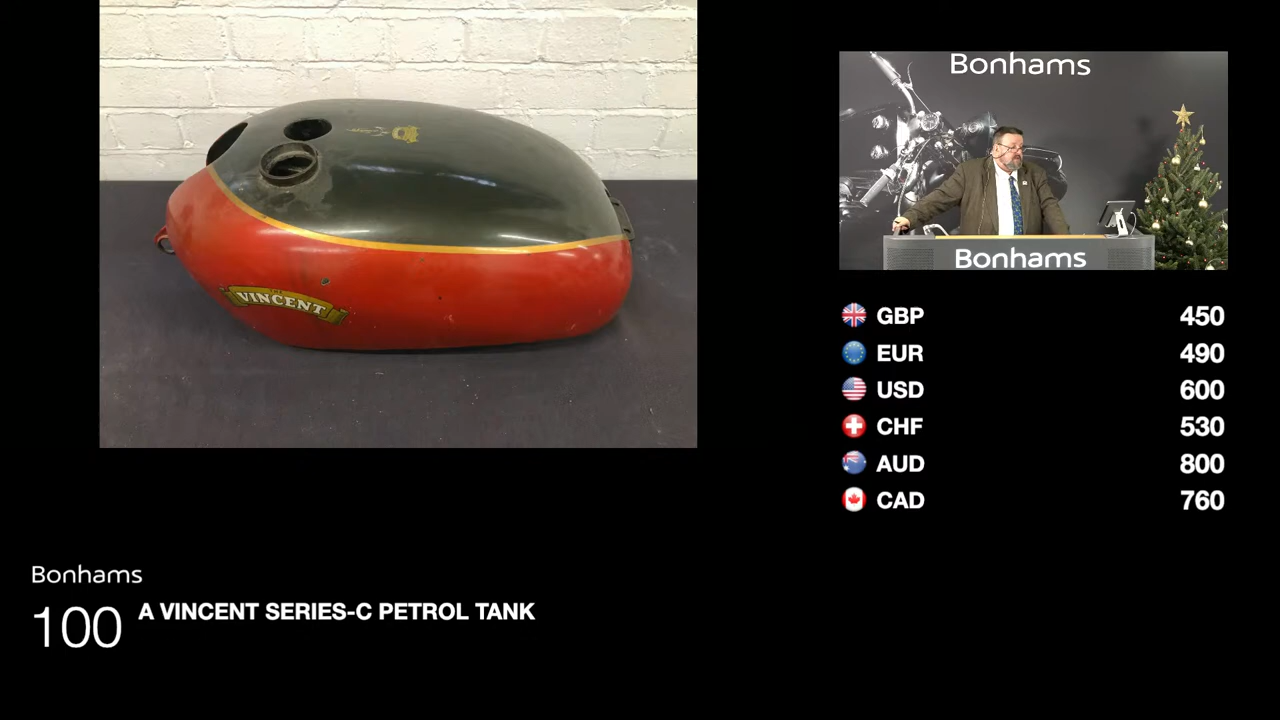 THE
VINCENT
Bonhams
Bonhams
GBP 450
EUR 490
USD 600
CHF 530
AUD 800
CAD 760
Bonhams
100 A VINCENT SERIES-C PETROL TANK